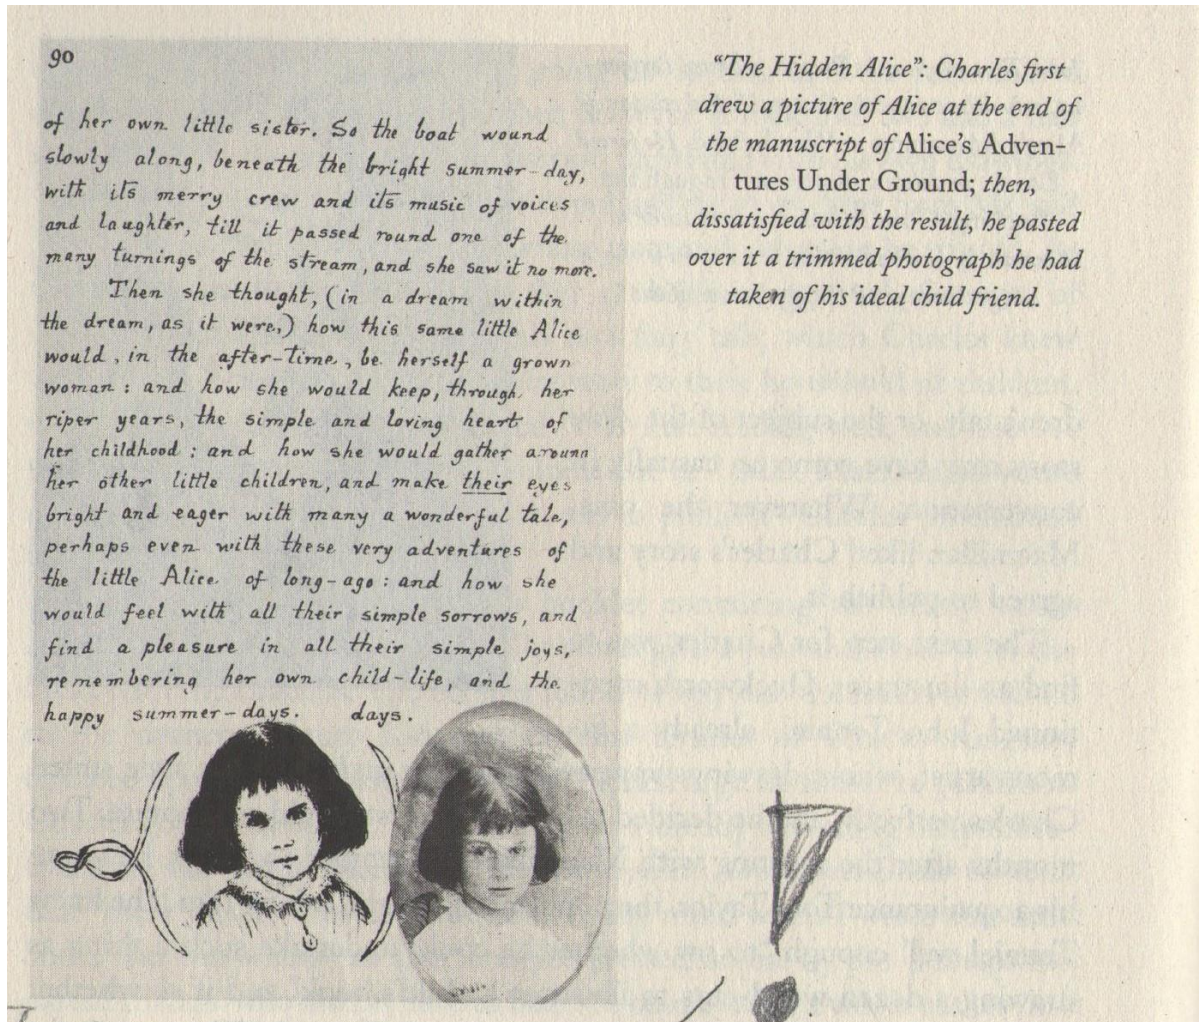 90
of her own little sister. So the boat wound
slowly along, beneath the bright summer-day,
with its merry crew and its music of voices
and laughter, till it passed round one of the
many turnings of the stream, and she saw it no more.
Then she thought, (in a dream within
the dream, as it were,) how this same little Alice
would, in the after-time, be herself a grown
woman: and how she would keep, through her
riper years, the simple and loving heart of
her childhood: and how she would gather around
her other little children, and make their eyes
bright and eager with many a wonderful tale,
perhaps even with these very adventures of
the little Alice of long-ago: and how she
would feel with all their simple sorrows, and
find a pleasure in all their simple joys,
remembering her own child-life, and the
happy summer-days. days.
"The Hidden Alice": Charles first
drew a picture of Alice at the end of
the manuscript of Alice's Adven-
tures Under Ground; then,
dissatisfied with the result, he pasted
over it a trimmed photograph he had
taken of his ideal child friend.